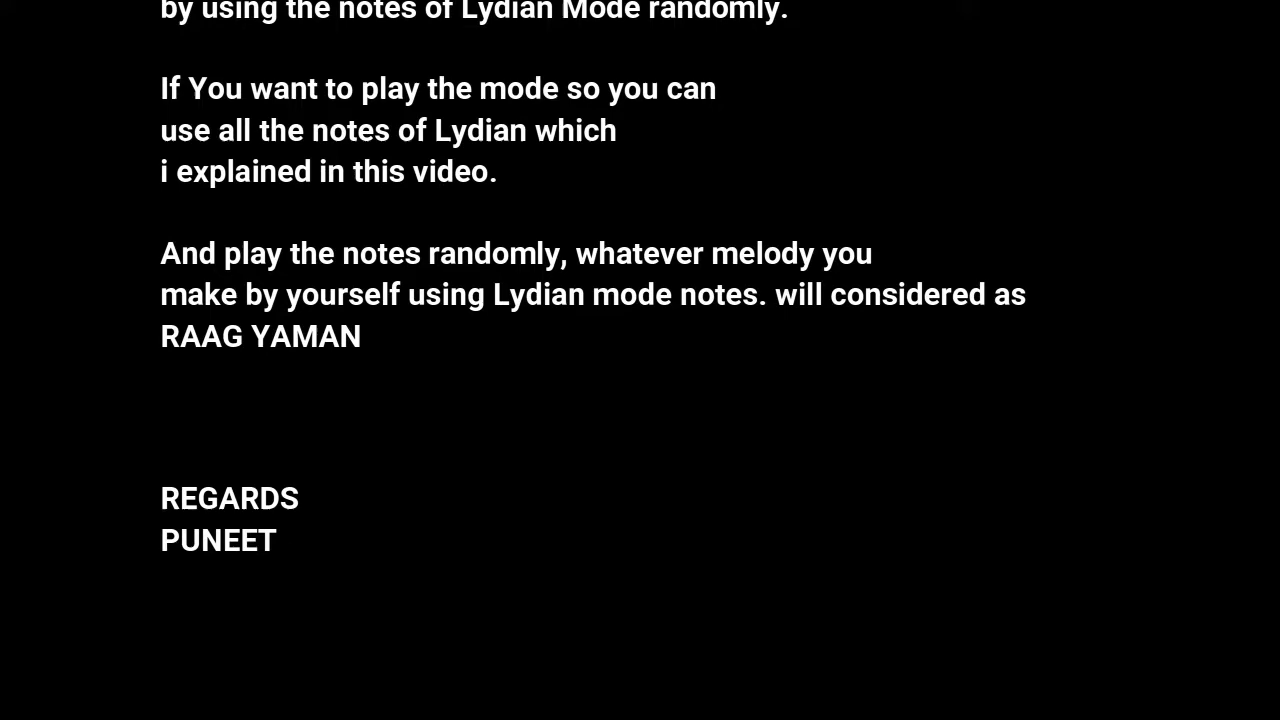 by using the notes of Lydian Mode randomly.
If You want to play the mode so you can
use all the notes of Lydian which
i explained in this video.
And play the notes randomly, whatever melody you
make by yourself using Lydian mode notes. will considered as
RAAG YAMAN
REGARDS
PUNEET